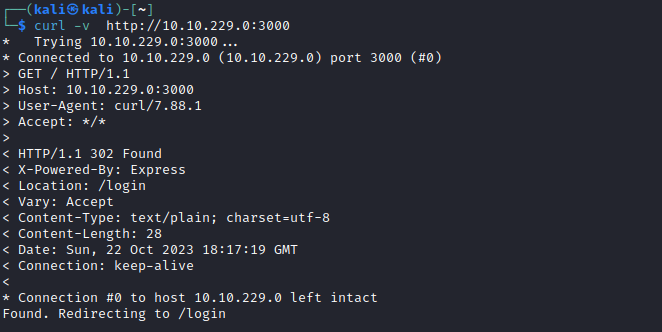 ┌──(kali㉿kali)-[~]
└─$ curl -v  http://10.10.229.0:3000
*   Trying 10.10.229.0:3000...
* Connected to 10.10.229.0 (10.10.229.0) port 3000 (#0)
> GET / HTTP/1.1
> Host: 10.10.229.0:3000
> User-Agent: curl/7.88.1
> Accept: */*
>
< HTTP/1.1 302 Found
< X-Powered-By: Express
< Location: /login
< Vary: Accept
< Content-Type: text/plain; charset=utf-8
< Content-Length: 28
< Date: Sun, 22 Oct 2023 18:17:19 GMT
< Connection: keep-alive
<
* Connection #0 to host 10.10.229.0 left intact
Found. Redirecting to /login